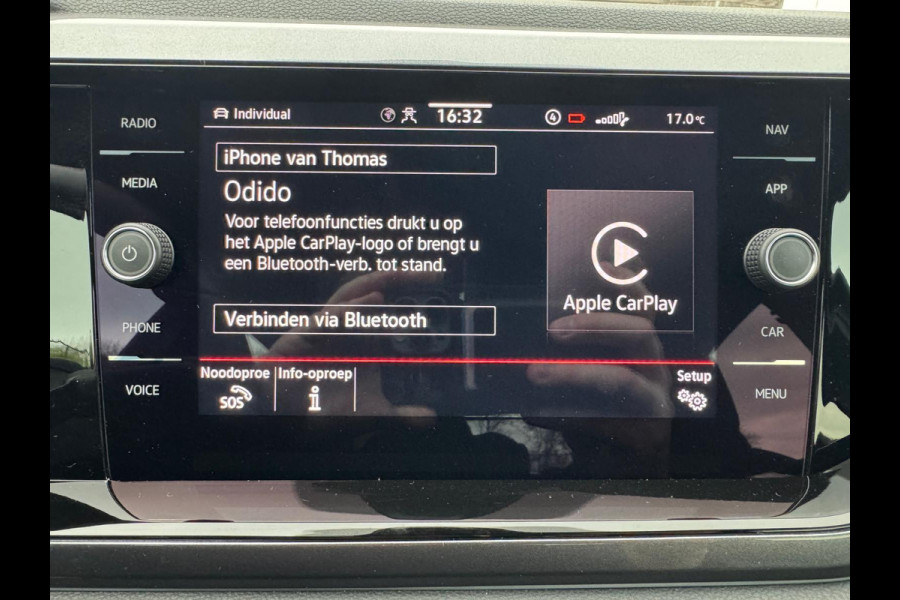 RADIO
MEDIA
PHONE
VOICE
Individual
16:32
4
17.0°C
iPhone van Thomas
Odido
Voor telefoonfuncties drukt u op
het Apple CarPlay-logo of brengt u
een Bluetooth-verb. tot stand.
Verbinden via Bluetooth
Apple CarPlay
Noodoproe
SOS
Info-oproep
i
Setup
NAV
APP
CAR
MENU